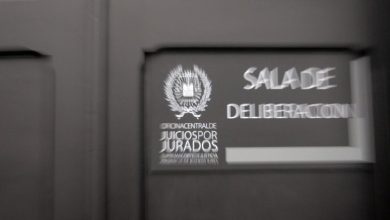 SALA DE
DELIBERACION
OFICINA CENTRAL DE
JUICIOS POR
JURADOS